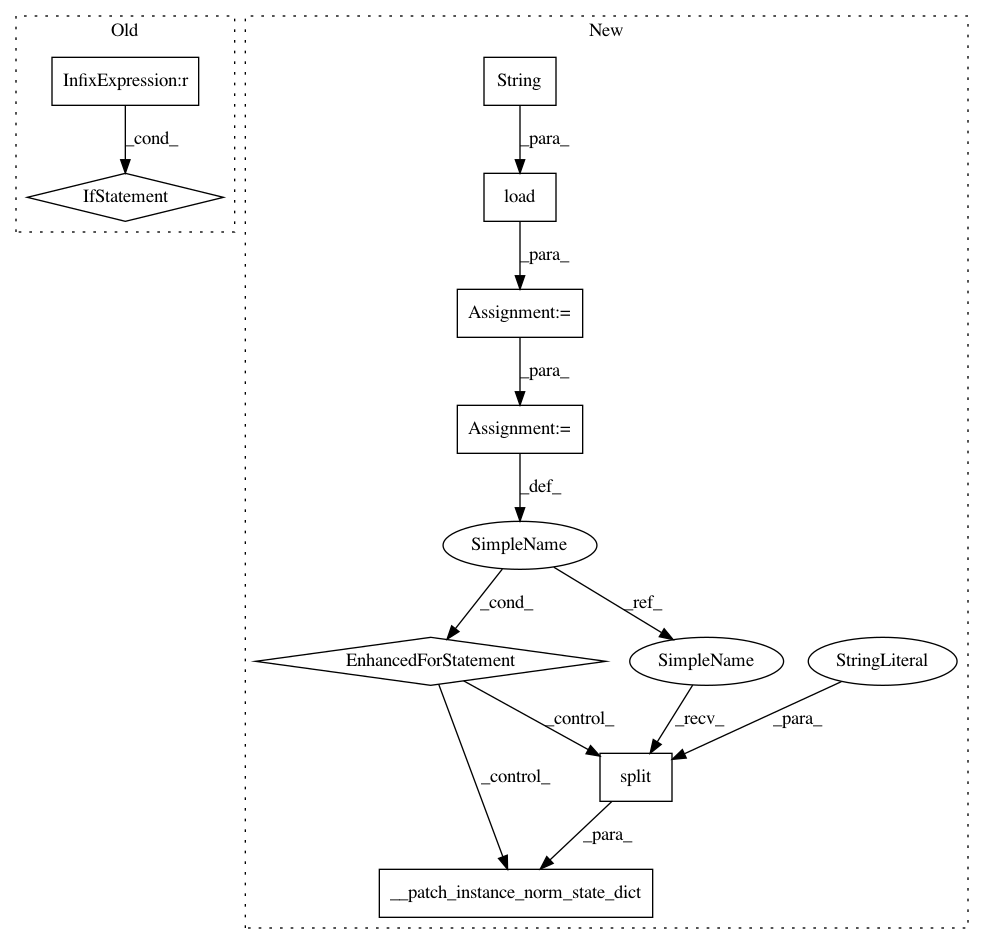 Old
New
InfixExpression:r
String
_cond_
_para_
IfStatement
load
_para_
Assignment:=
_para_
Assignment:=
_def_
SimpleName
_cond_
_ref_
EnhancedForStatement
SimpleName
StringLiteral
_control_
_recv_
_para_
_control_
split
_para_
__patch_instance_norm_state_dict